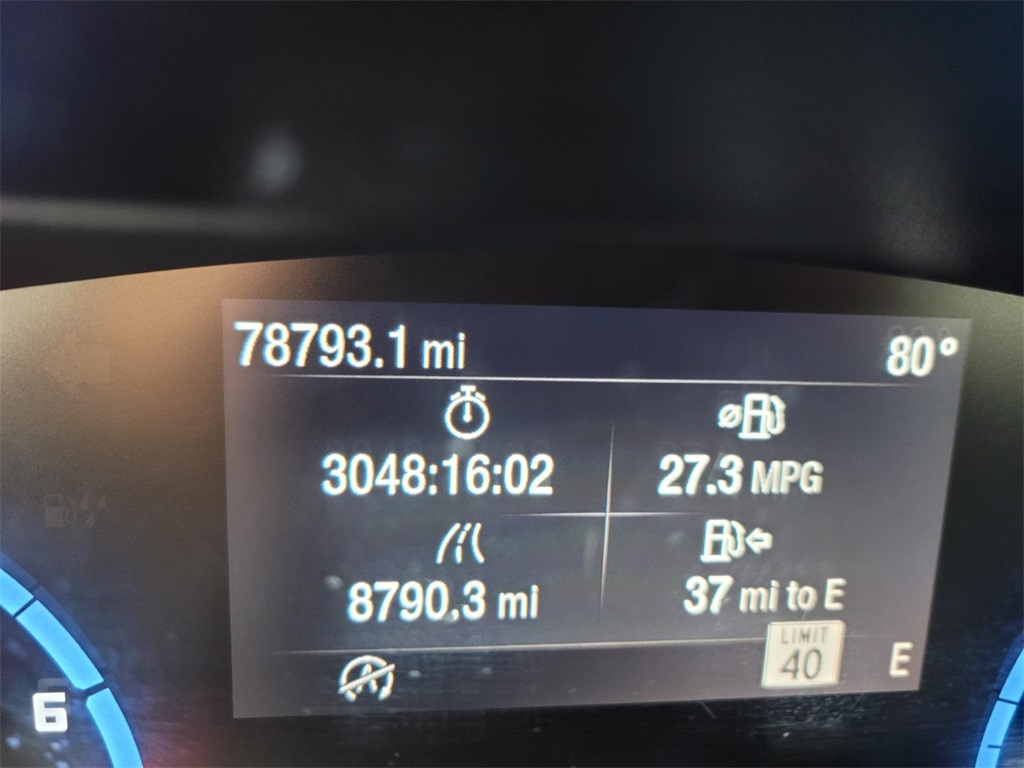 78793.1 mi
80°
3048:16:02
27.3 MPG
8790.3 mi
37 mi to E
LIMIT
40
A
E
6